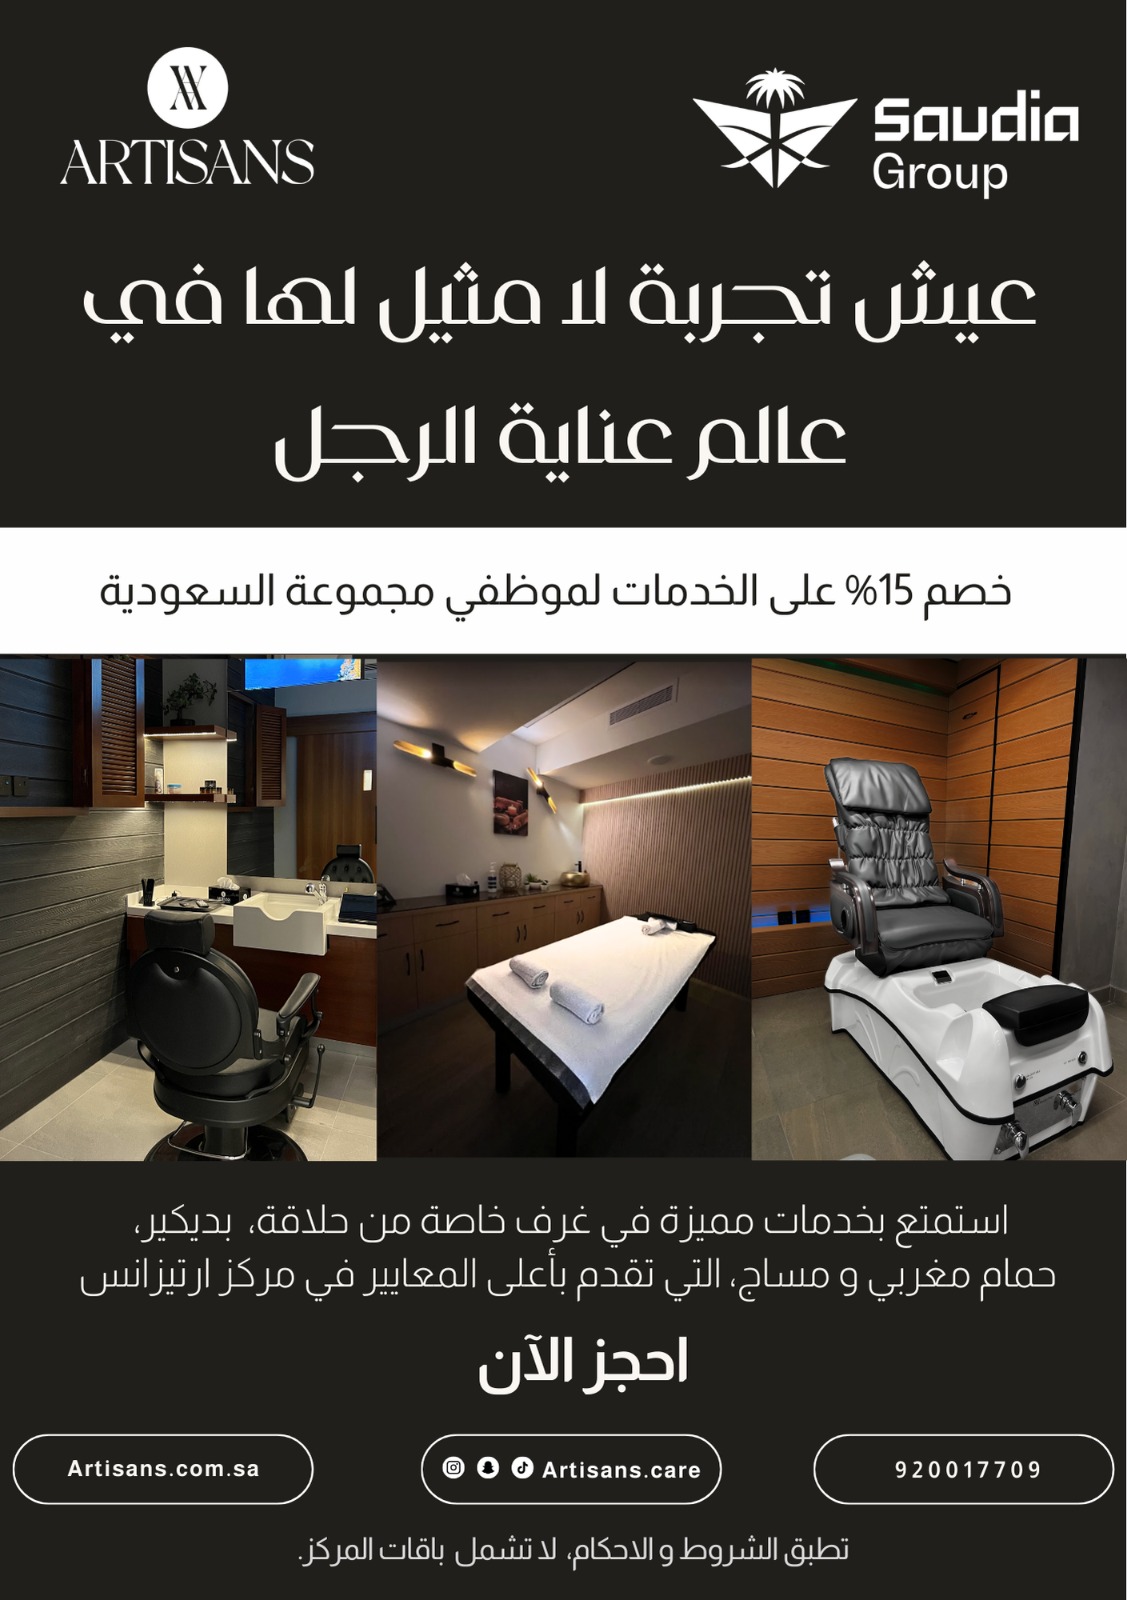 ARTISANS
Saudia
Group
عيش تجربة لا مثيل لها في
عالم عناية الرجل
خصم 15% على الخدمات لموظفي مجموعة السعودية
استمتع بخدمات مميزة في غرف خاصة من حلاقة، بديكير،
حمام مغربي و مساج، التي تقدم بأعلى المعايير في مركز ارتيزانس
احجز الآن
Artisans.com.sa
Artisans.care
920017709
تطبق الشروط و الاحكام، لا تشمل باقات المركز.